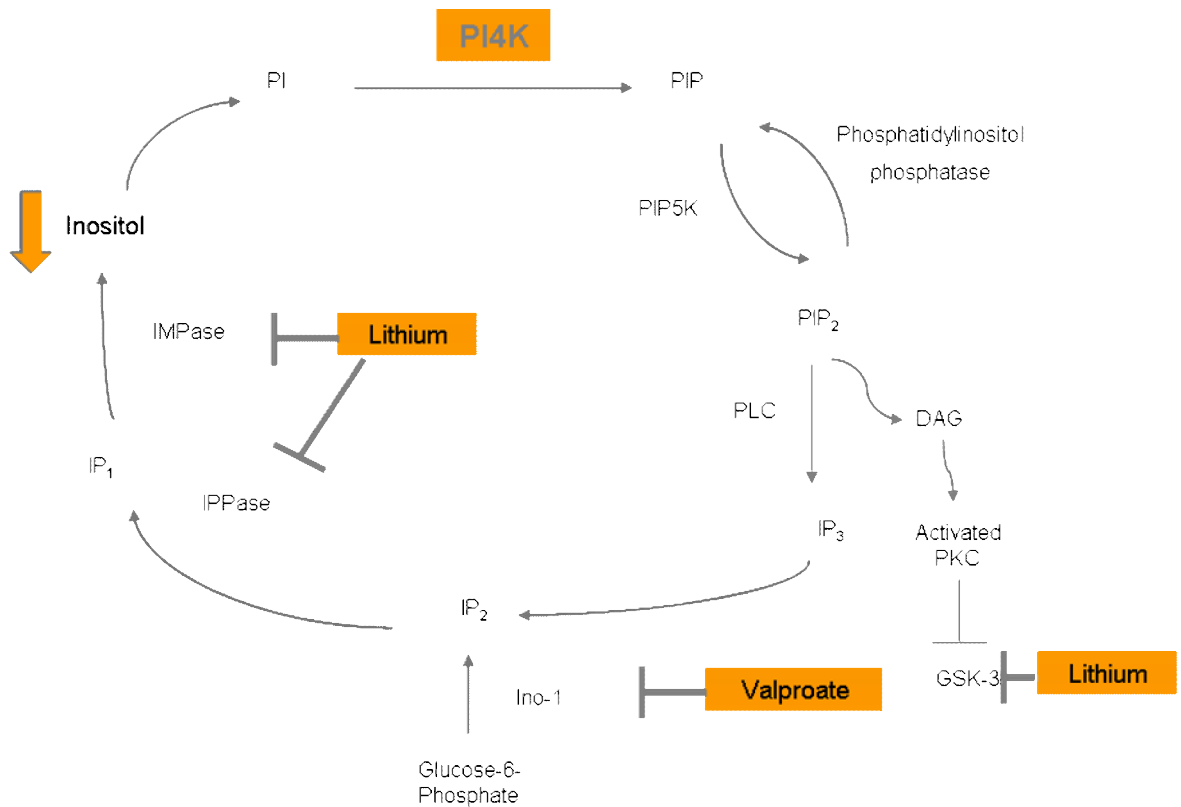 PI4K
PI
PIP
Phosphatidylinositol
phosphatase
PIP5K
Inositol
PIP₂
IMPase
Lithium
PLC
DAG
IP₁
IPPase
IP₃
Activated
PKC
IP₂
GSK-3
Lithium
Ino-1
Valproate
Glucose-6-
Phosphate